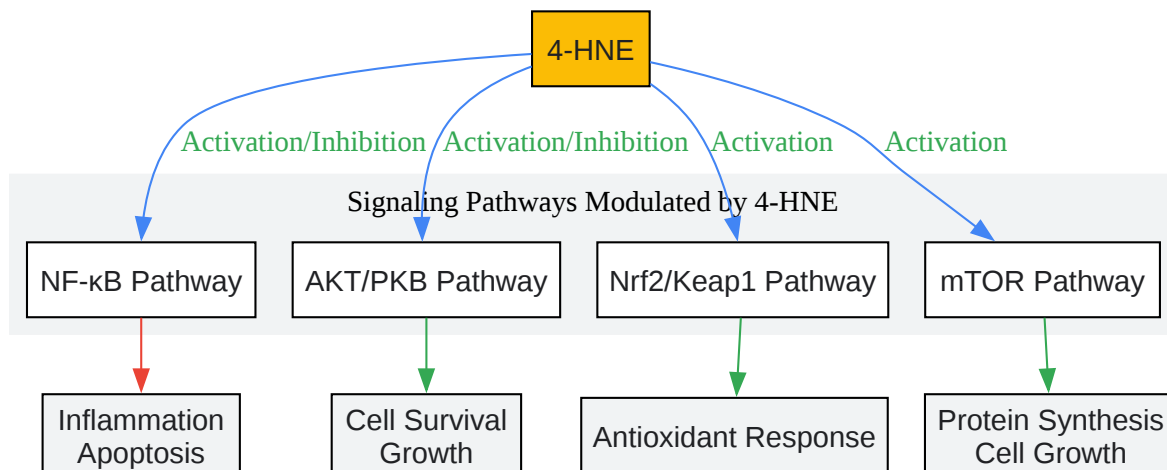 4-HNE
Activation/Inhibition
Activation/Inhibition
Activation
Activation
Signaling Pathways Modulated by 4-HNE
NF-κB Pathway
AKT/PKB Pathway
Nrf2/Keap1 Pathway
mTOR Pathway
Inflammation
Apoptosis
Cell Survival
Growth
Antioxidant Response
Protein Synthesis
Cell Growth